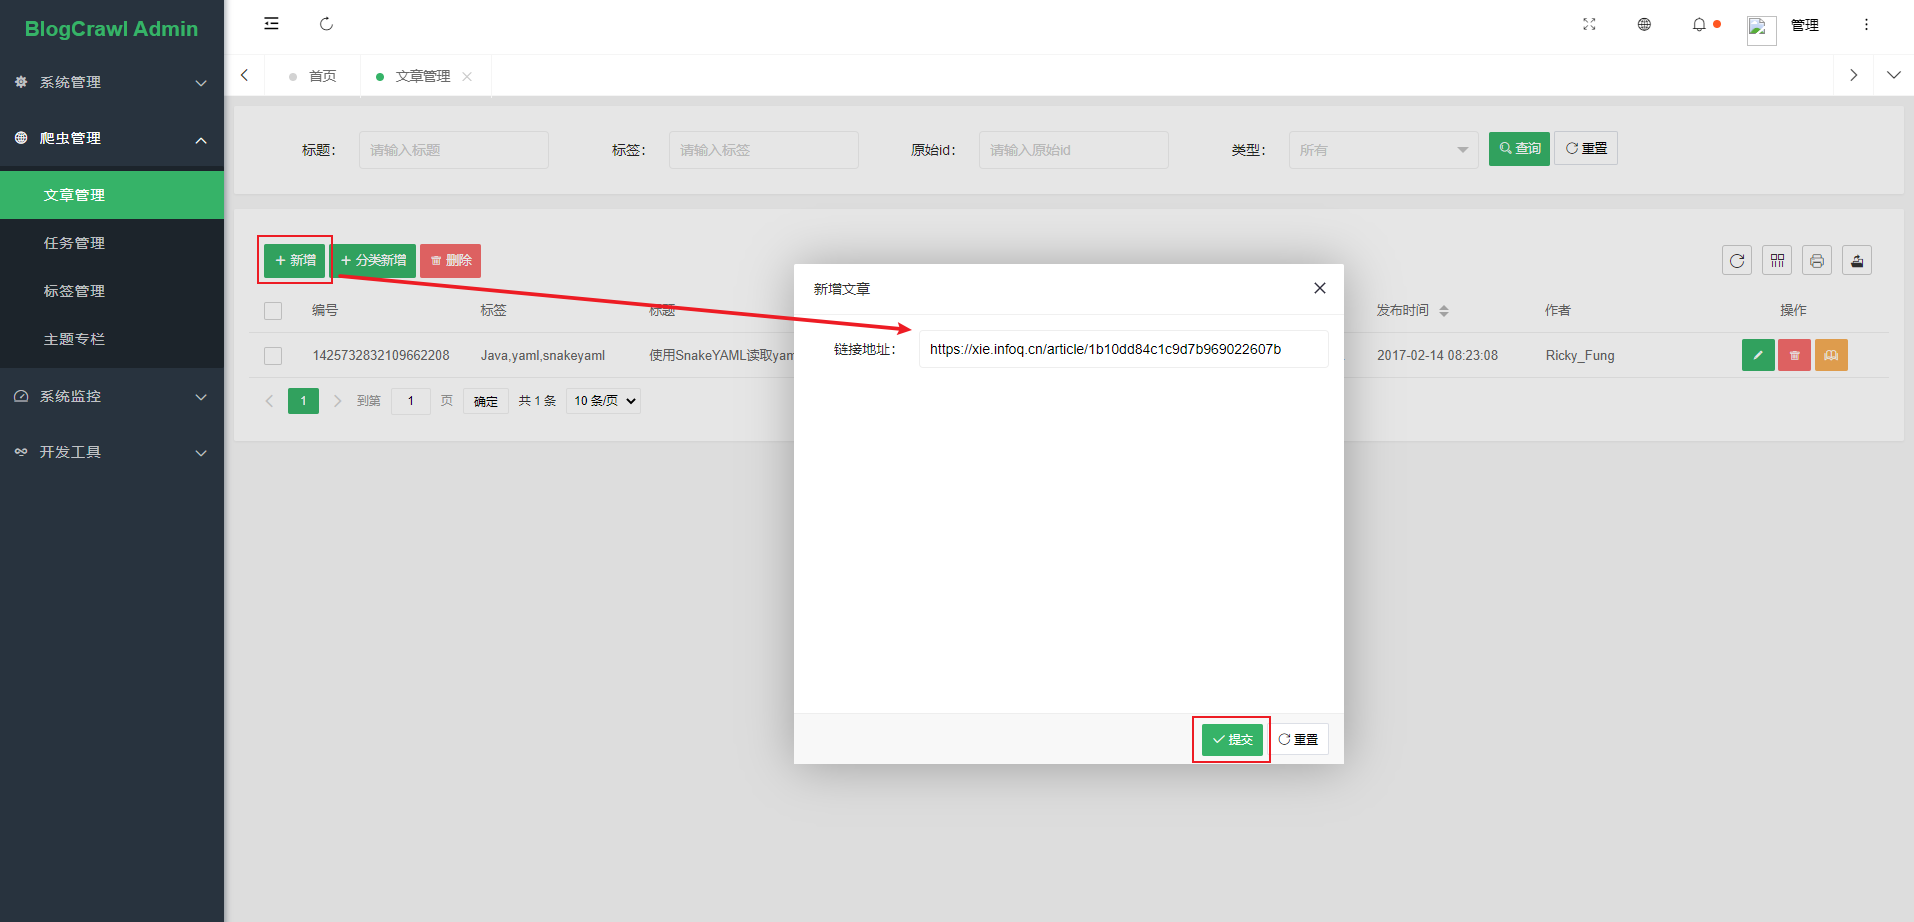 BlogCrawl Admin
系统管理
爬虫管理
文章管理
任务管理
标签管理
主题专栏
系统监控
开发工具
管理
首页
文章管理
标题：
请输入标题
标签：
请输入标签
原始id：
请输入原始id
类型：
所有
查询
重置
新增
分类新增
删除
编号
标签
标题
发布时间
作者
操作
1425732832109662208
Java,yaml,snakeyaml
使用SnakeYAML读取yam
2017-02-14 08:23:08
Ricky_Fung
1
到第
1
页
确定
共 1 条
10 条/页
新增文章
链接地址：
https://xie.infoq.cn/article/1b10dd84c1c9d7b969022607b
提交
重置